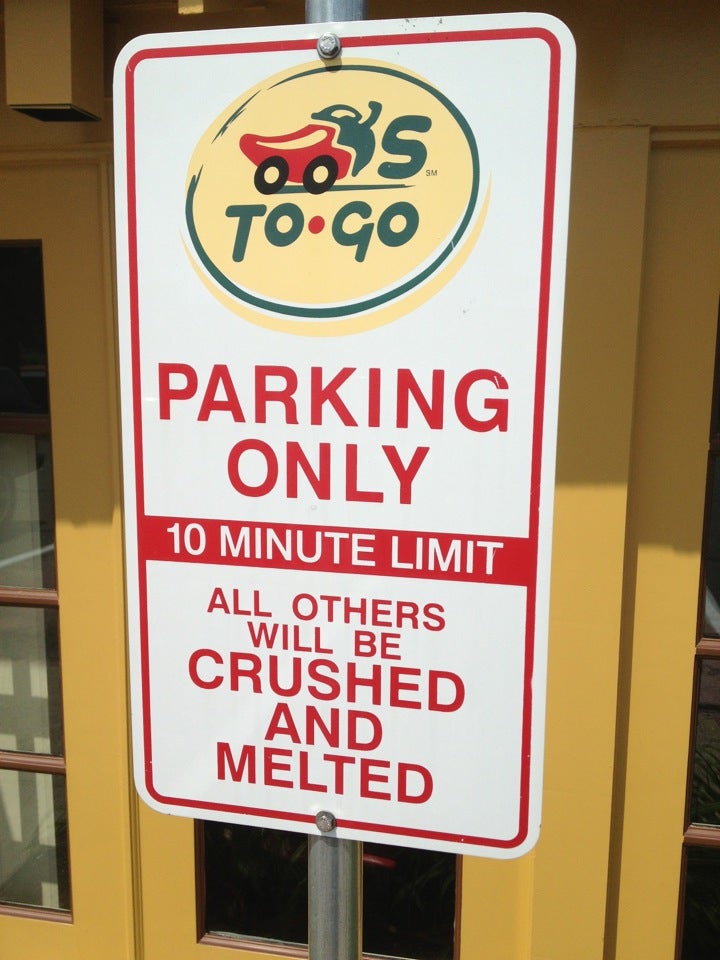 'S
SM
TO•GO
PARKING
ONLY
10 MINUTE LIMIT
ALL OTHERS
WILL BE
CRUSHED
AND
MELTED